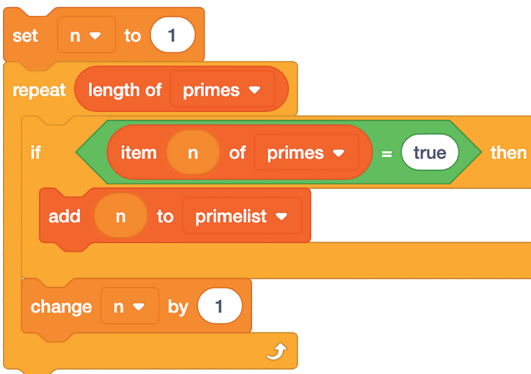 set n to 1
repeat length of primes
if item n of primes = true then
add n to primelist
change n by 1